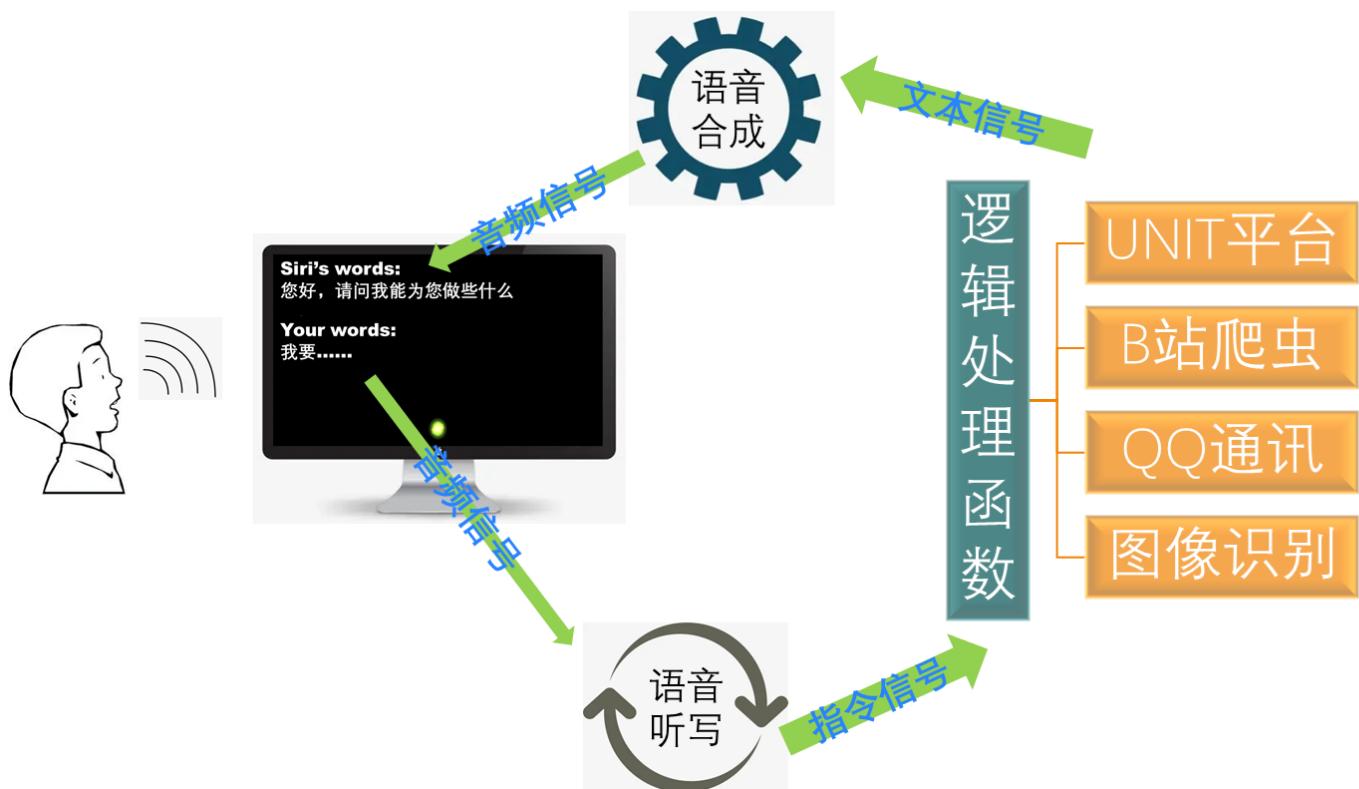 语音
合成
文本信号
音频信号
Siri's words:
您好，请问我能为您做些什么
Your words:
我要......
音频信号
语音
听写
指令信号
逻辑处理函数
UNIT平台
B站爬虫
QQ通讯
图像识别